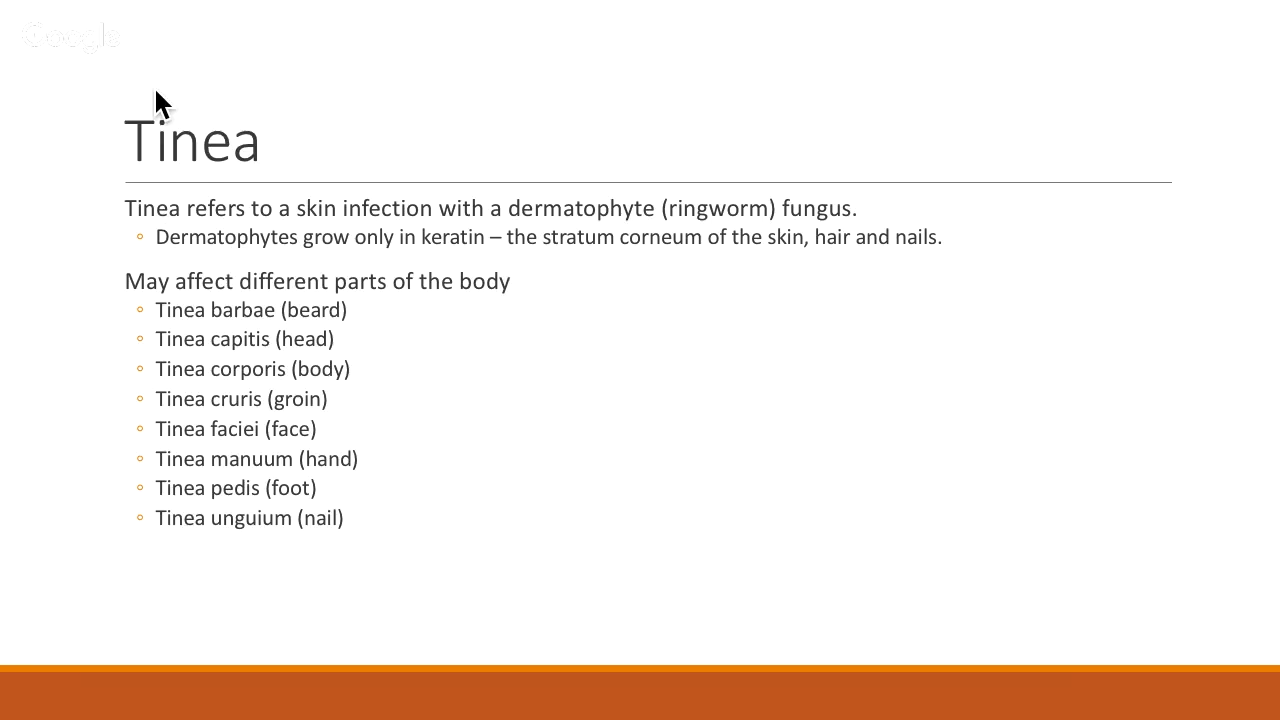 Google
Tinea
Tinea refers to a skin infection with a dermatophyte (ringworm) fungus.
◦ Dermatophytes grow only in keratin – the stratum corneum of the skin, hair and nails.
May affect different parts of the body
◦ Tinea barbae (beard)
◦ Tinea capitis (head)
◦ Tinea corporis (body)
◦ Tinea cruris (groin)
◦ Tinea faciei (face)
◦ Tinea manuum (hand)
◦ Tinea pedis (foot)
◦ Tinea unguium (nail)